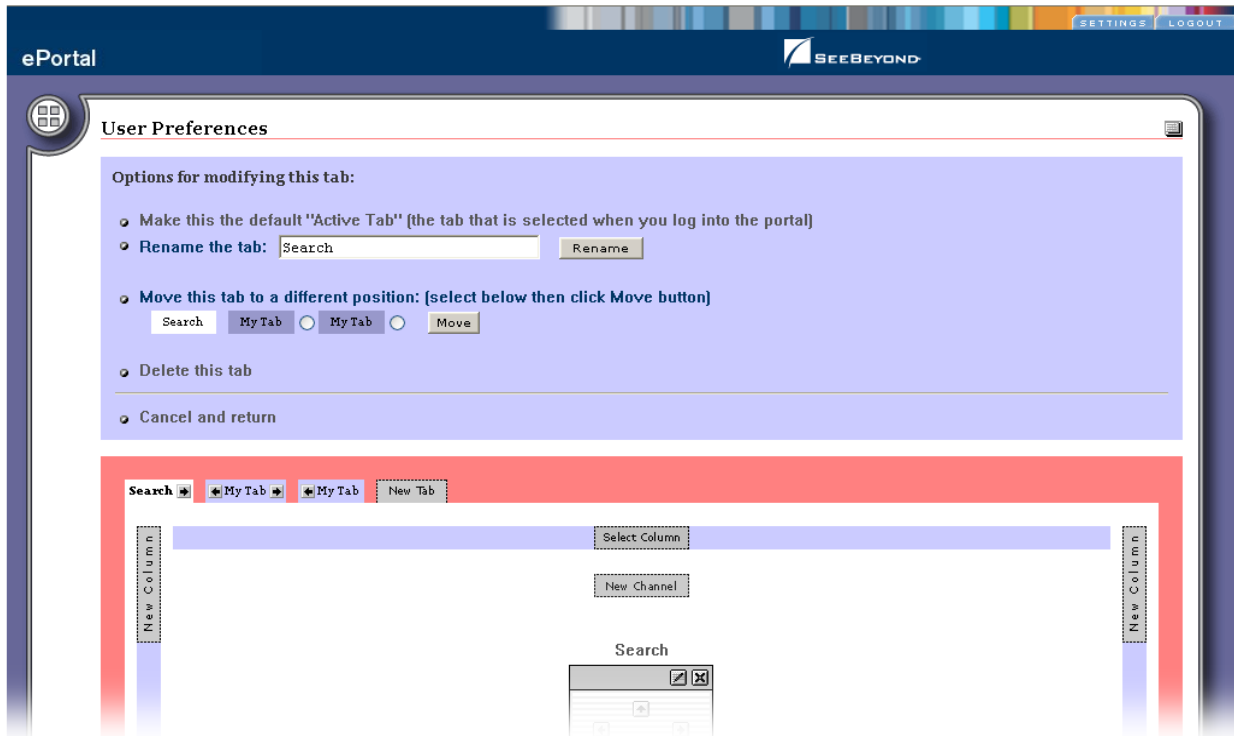 SETTINGS LOGOUT
ePortal
SEEBEYOND
User Preferences
Options for modifying this tab:
Make this the default "Active Tab" (the tab that is selected when you log into the portal)
Rename the tab: Search Rename
Move this tab to a different position: (select below then click Move button)
Search My Tab My Tab Move
Delete this tab
Cancel and return
Search My Tab My Tab New Tab
New Column
Select Column
New Column
New Channel
Search